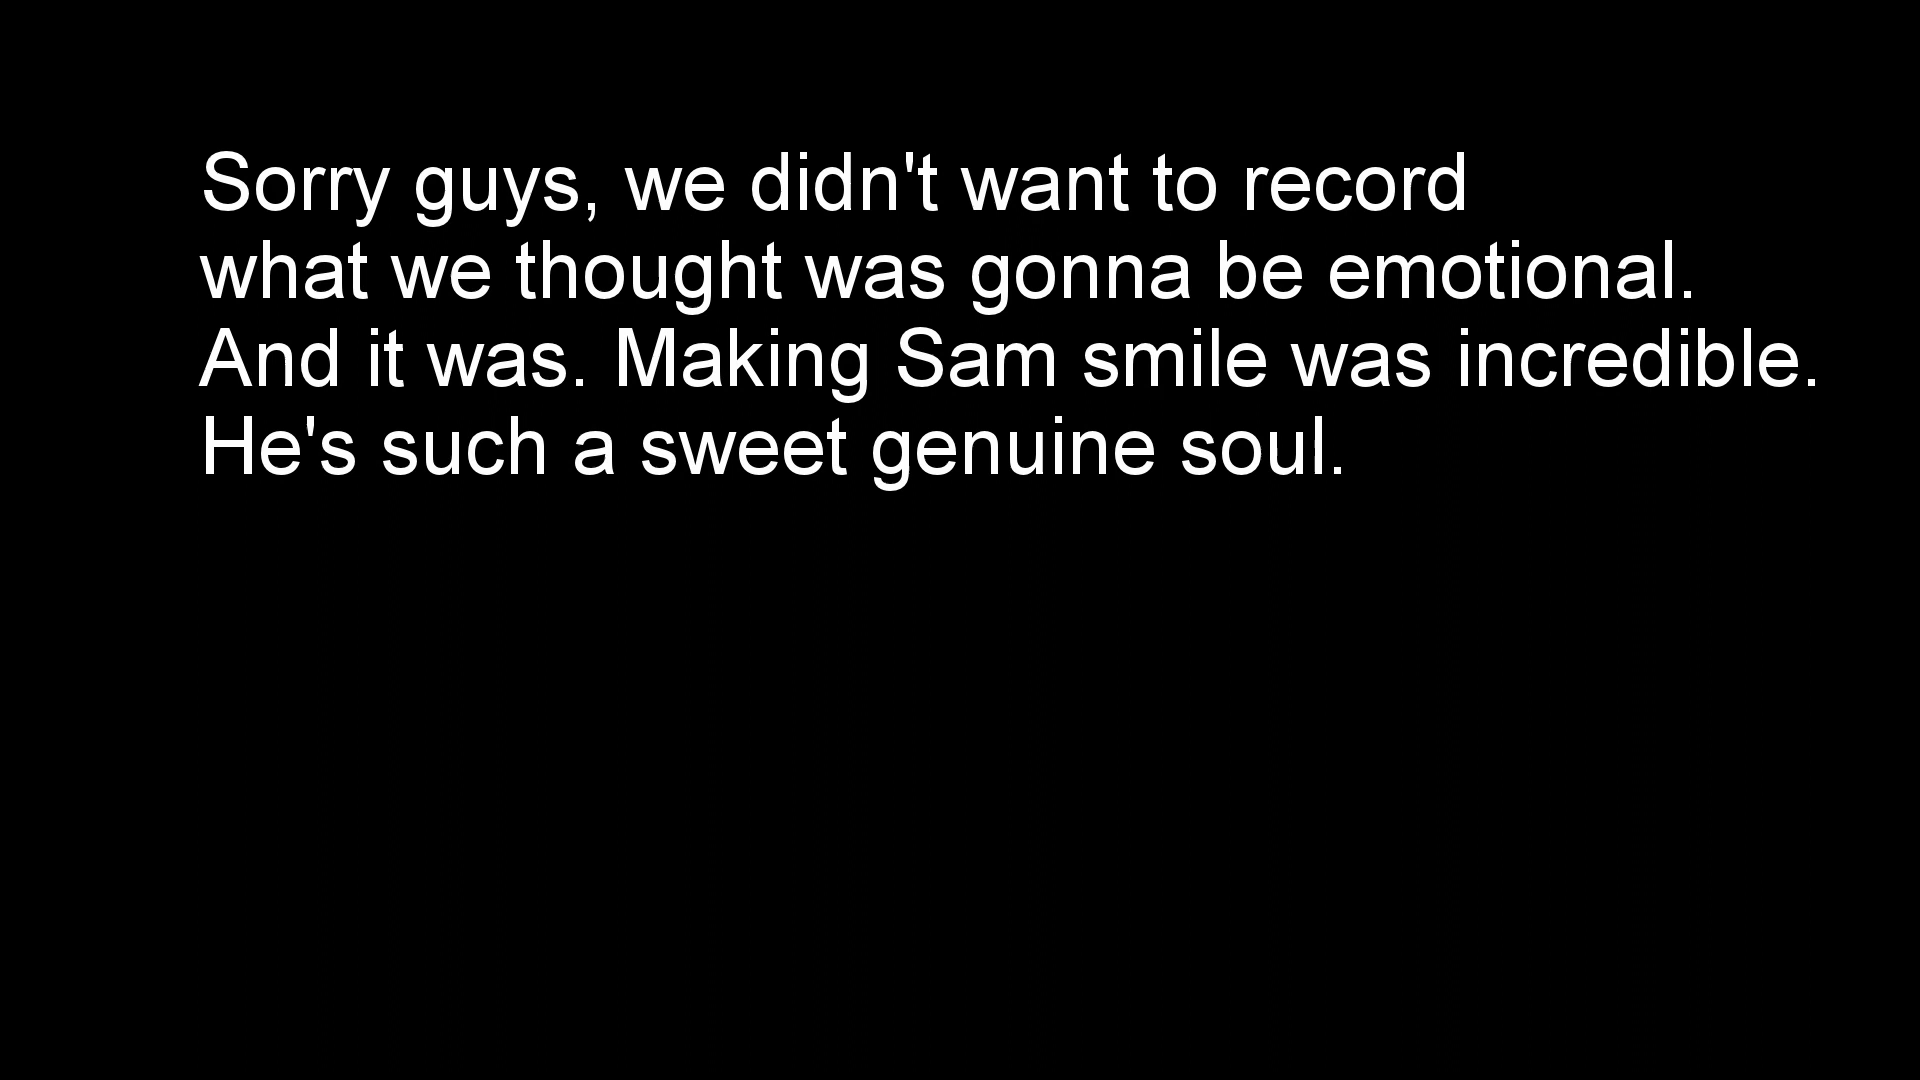 Sorry guys, we didn't want to record
what we thought was gonna be emotional.
And it was. Making Sam smile was incredible.
He's such a sweet genuine soul.